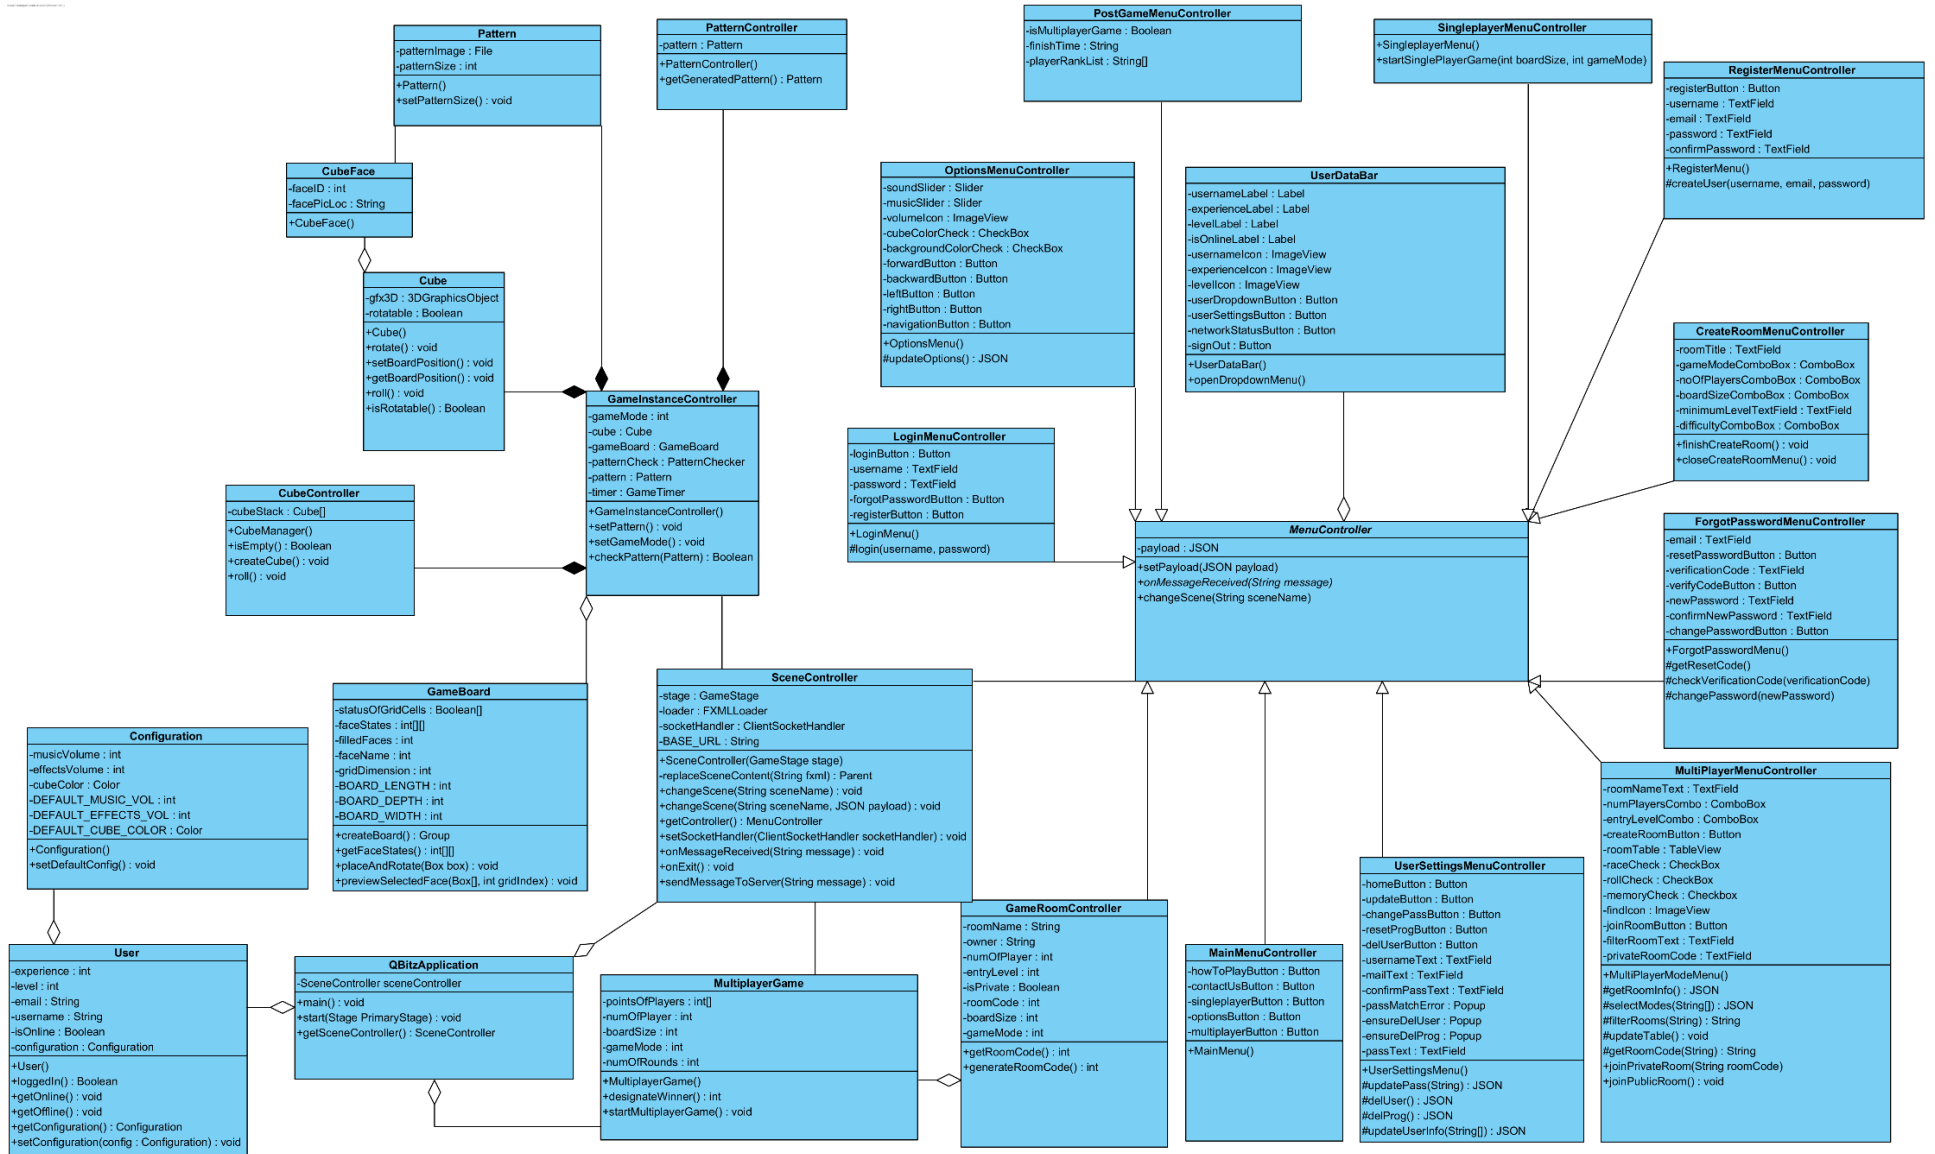 Pattern
-patternImage : File
-patternSize : int
+Pattern()
+setPatternSize() : void
PatternController
-pattern : Pattern
+PatternController()
+getGeneratedPattern() : Pattern
PostGameMenuController
-isMultiplayerGame : Boolean
-finishTime : String
-playerRankList : String[]
SingleplayerMenuController
+SingleplayerMenu()
+startSinglePlayerGame(int boardSize, int gameMode)
RegisterMenuController
-registerButton : Button
-username : TextField
-email : TextField
-password : TextField
-confirmPassword : TextField
+RegisterMenu()
#createUser(username, email, password)
CubeFace
-faceID : int
-facePicLoc : String
+CubeFace()
OptionsMenuController
-soundSlider : Slider
-musicSlider : Slider
-volumeIcon : ImageView
-cubeColorCheck : CheckBox
-backgroundColorCheck : CheckBox
-forwardButton : Button
-backwardButton : Button
-leftButton : Button
-rightButton : Button
-navigationButton : Button
+OptionsMenu()
#updateOptions() : JSON
UserDataBar
-usernameLabel : Label
-experienceLabel : Label
-levelLabel : Label
-isOnlineLabel : Label
-usernameIcon : ImageView
-experienceIcon : ImageView
-levelIcon : ImageView
-userDropdownButton : Button
-userSettingsButton : Button
-networkStatusButton : Button
-signOut : Button
+UserDataBar()
+openDropdownMenu()
Cube
-gfx3D : 3DGraphicsObject
-rotatable : Boolean
+Cube()
+rotate() : void
+setBoardPosition() : void
+getBoardPosition() : void
+roll() : void
+isRotatable() : Boolean
CreateRoomMenuController
-roomTitle : TextField
-gameModeComboBox : ComboBox
-noOfPlayersComboBox : ComboBox
-boardSizeComboBox : ComboBox
-minimumLevelTextField : TextField
-difficultyComboBox : ComboBox
+finishCreateRoom() : void
+closeCreateRoomMenu() : void
GameInstanceController
-gameMode : int
-cube : Cube
-gameBoard : GameBoard
-patternCheck : PatternChecker
-pattern : Pattern
-timer : GameTimer
+GameInstanceController()
+setPattern() : void
+setGameMode() : void
+checkPattern(Pattern) : Boolean
LoginMenuController
-loginButton : Button
-username : TextField
-password : TextField
-forgotPasswordButton : Button
-registerButton : Button
+LoginMenu()
#login(username, password)
CubeController
-cubeStack : Cube[]
+CubeManager()
+isEmpty() : Boolean
+createCube() : void
+roll() : void
MenuController
-payload : JSON
+setPayload(JSON payload)
+onMessageReceived(String message)
+changeScene(String sceneName)
ForgotPasswordMenuController
-email : TextField
-resetPasswordButton : Button
-verificationCode : TextField
-verifyCodeButton : Button
-newPassword : TextField
-confirmNewPassword : TextField
-changePasswordButton : Button
+ForgotPasswordMenu()
#getResetCode()
#checkVerificationCode(verificationCode)
#changePassword(newPassword)
GameBoard
-statusOfGridCells : Boolean[]
-faceStates : int[][]
-filledFaces : int
-faceName : int
-gridDimension : int
-BOARD_LENGTH : int
-BOARD_DEPTH : int
-BOARD_WIDTH : int
+createBoard() : Group
+getFaceStates() : int[][]
+placeAndRotate(Box box) : void
+previewSelectedFace(Box[], int gridIndex) : void
SceneController
-stage : GameStage
-loader : FXMLLoader
-socketHandler : ClientSocketHandler
-BASE_URL : String
+SceneController(GameStage stage)
-replaceSceneContent(String fxml) : Parent
+changeScene(String sceneName) : void
+changeScene(String sceneName, JSON payload) : void
+getController() : MenuController
+setSocketHandler(ClientSocketHandler socketHandler) : void
+onMessageReceived(String message) : void
+onExit() : void
+sendMessageToServer(String message) : void
Configuration
-musicVolume : int
-effectsVolume : int
-cubeColor : Color
-DEFAULT_MUSIC_VOL : int
-DEFAULT_EFFECTS_VOL : int
-DEFAULT_CUBE_COLOR : Color
+Configuration()
+setDefaultConfig() : void
MultiPlayerMenuController
-roomNameText : TextField
-numPlayersCombo : ComboBox
-entryLevelCombo : ComboBox
-createRoomButton : Button
-roomTable : TableView
-raceCheck : CheckBox
-rollCheck : CheckBox
-memoryCheck : Checkbox
-findIcon : ImageView
-joinRoomButton : Button
-filterRoomText : TextField
-privateRoomCode : TextField
+MultiPlayerModeMenu()
#getRoomInfo() : JSON
#selectModes(String[]) : JSON
#filterRooms(String) : String
#updateTable() : void
#getRoomCode(String) : String
+joinPrivateRoom(String roomCode)
+joinPublicRoom() : void
UserSettingsMenuController
-homeButton : Button
-updateButton : Button
-changePassButton : Button
-resetProgButton : Button
-delUserButton : Button
-usernameText : TextField
-mailText : TextField
-confirmPassText : TextField
-passMatchError : Popup
-ensureDelUser : Popup
-ensureDelProg : Popup
-passText : TextField
+UserSettingsMenu()
#updatePass(String) : JSON
#delUser() : JSON
#delProg() : JSON
#updateUserInfo(String[]) : JSON
GameRoomController
-roomName : String
-owner : String
-numOfPlayer : int
-entryLevel : int
-isPrivate : Boolean
-roomCode : int
-boardSize : int
-gameMode : int
+getRoomCode() : int
+generateRoomCode() : int
MainMenuController
-howToPlayButton : Button
-contactUsButton : Button
-singleplayerButton : Button
-optionsButton : Button
-multiplayerButton : Button
+MainMenu()
User
-experience : int
-level : int
-email : String
-username : String
-isOnline : Boolean
-configuration : Configuration
+User()
+loggedIn() : Boolean
+getOnline() : void
+getOffline() : void
+getConfiguration() : Configuration
+setConfiguration(config : Configuration) : void
QBitzApplication
-SceneController sceneController
+main() : void
+start(Stage PrimaryStage) : void
+getSceneController() : SceneController
MultiplayerGame
-pointsOfPlayers : int[]
-numOfPlayer : int
-boardSize : int
-gameMode : int
-numOfRounds : int
+MultiplayerGame()
+designateWinner() : int
+startMultiplayerGame() : void